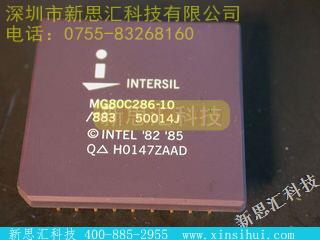 深圳市新思汇科技有限公司
电话：0755-83268160
INTERSIL
MG80C286-10
/883 50014J
© INTEL '82 '85
Q△ H0147ZAAD
新思汇科技
新思汇科技 400-885-2955 www.xinsihui.com